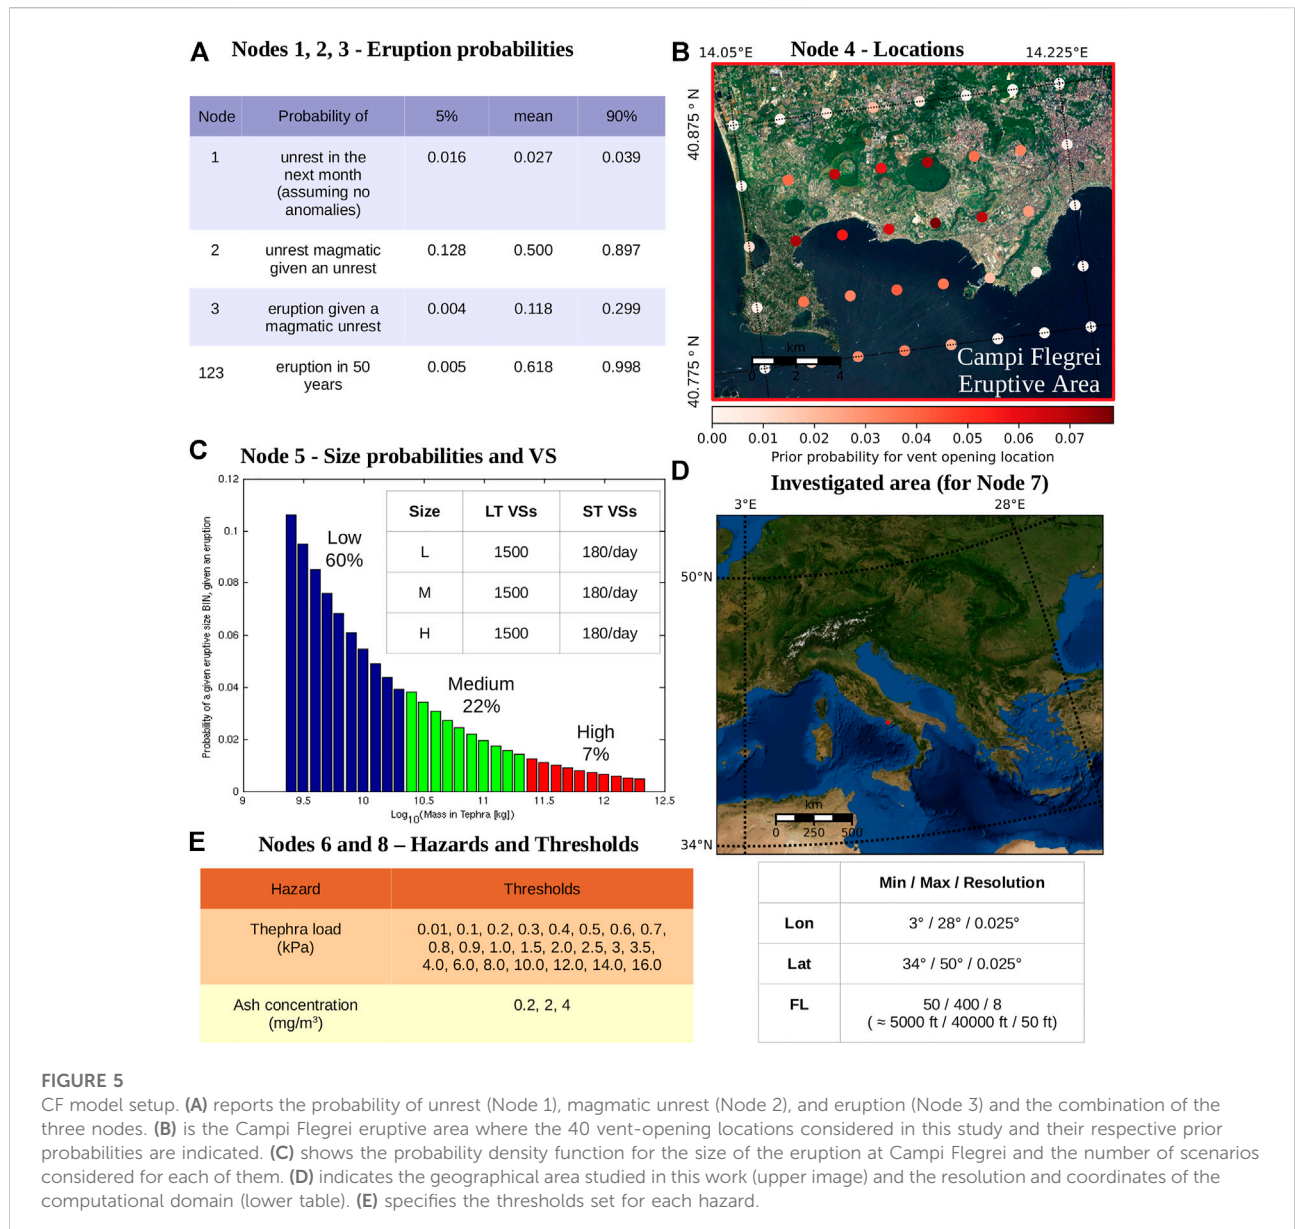 A Nodes 1, 2, 3 - Eruption probabilities
Node Probability of 5% mean 90%
1 unrest in the next month (assuming no anomalies) 0.016 0.027 0.039
2 unrest magmatic given an unrest 0.128 0.500 0.897
3 eruption given a magmatic unrest 0.004 0.118 0.299
123 eruption in 50 years 0.005 0.618 0.998
B Node 4 - Locations
14.05°E 14.225°E
40.875 ° N
40.775 ° N
km
0 2 4
Campi Flegrei
Eruptive Area
0.00 0.01 0.02 0.03 0.04 0.05 0.06 0.07
Prior probability for vent opening location
C Node 5 - Size probabilities and VS
Probability of a given eruptive size BIN, given an eruption
0.12
0.1
0.08
0.06
0.04
0.02
0
Low
60%
Medium
22%
High
7%
Size LT VSs ST VSs
L 1500 180/day
M 1500 180/day
H 1500 180/day
9 9.5 10 10.5 11 11.5 12 12.5
Log10(Mass in Tephra [kg])
D Investigated area (for Node 7)
3°E 28°E
50°N
34°N
km
0 250 500
Min / Max / Resolution
Lon 3° / 28° / 0.025°
Lat 34° / 50° / 0.025°
FL 50 / 400 / 8
( ≈ 5000 ft / 40000 ft / 50 ft)
E Nodes 6 and 8 – Hazards and Thresholds
Hazard Thresholds
Thephra load (kPa) 0.01, 0.1, 0.2, 0.3, 0.4, 0.5, 0.6, 0.7,
0.8, 0.9, 1.0, 1.5, 2.0, 2.5, 3, 3.5,
4.0, 6.0, 8.0, 10.0, 12.0, 14.0, 16.0
Ash concentration (mg/m³) 0.2, 2, 4
FIGURE 5
CF model setup. (A) reports the probability of unrest (Node 1), magmatic unrest (Node 2), and eruption (Node 3) and the combination of the
three nodes. (B) is the Campi Flegrei eruptive area where the 40 vent-opening locations considered in this study and their respective prior
probabilities are indicated. (C) shows the probability density function for the size of the eruption at Campi Flegrei and the number of scenarios
considered for each of them. (D) indicates the geographical area studied in this work (upper image) and the resolution and coordinates of the
computational domain (lower table). (E) specifies the thresholds set for each hazard.